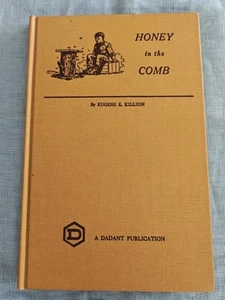 HONEY
in the
COMB
By EUGENE E. KILLION
D
A DADANT PUBLICATION